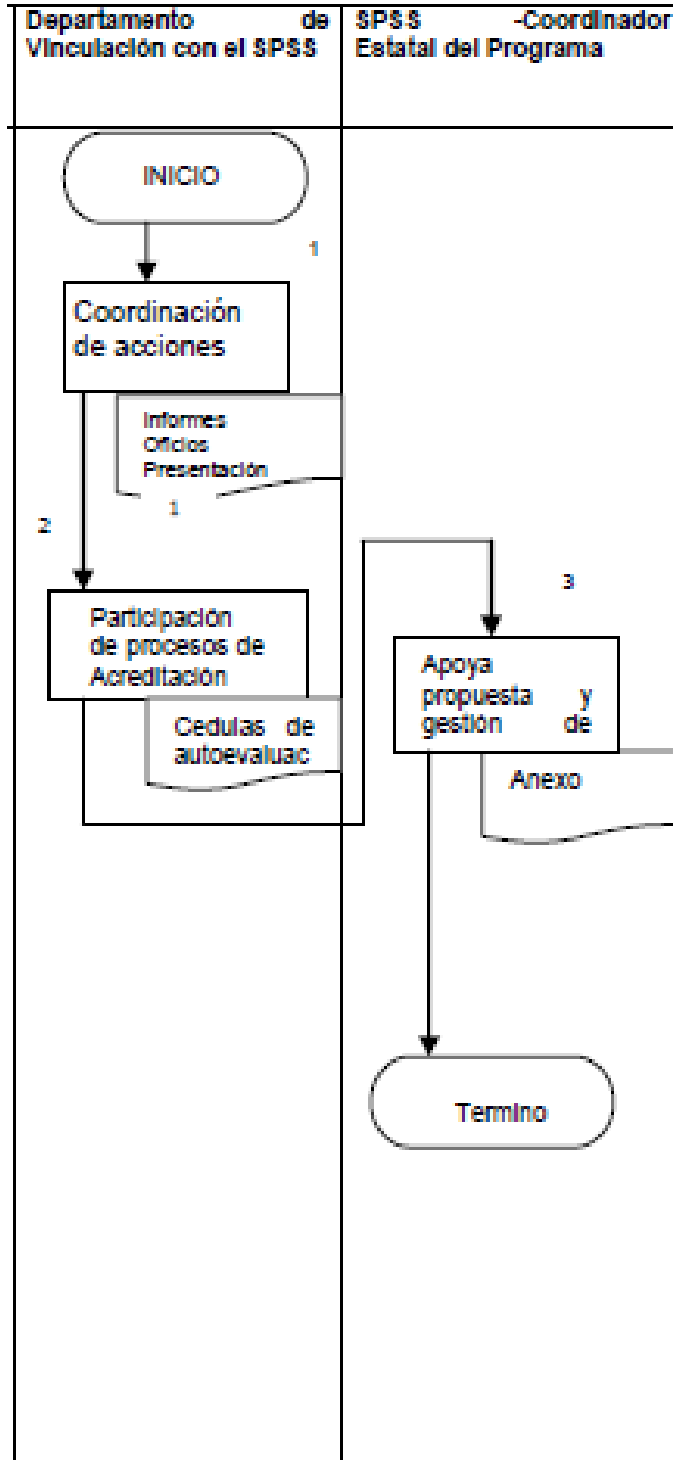 Departamento de
Vinculación con el SPSS
SPSS -Coordinador
Estatal del Programa
INICIO
1
Coordinación
de acciones
Informes
Oficios
Presentación
1
2
Participación
de procesos de
Acreditación
Cedulas de
autoevaluac
3
Apoya
propuesta y
gestión de
Anexo
Termino